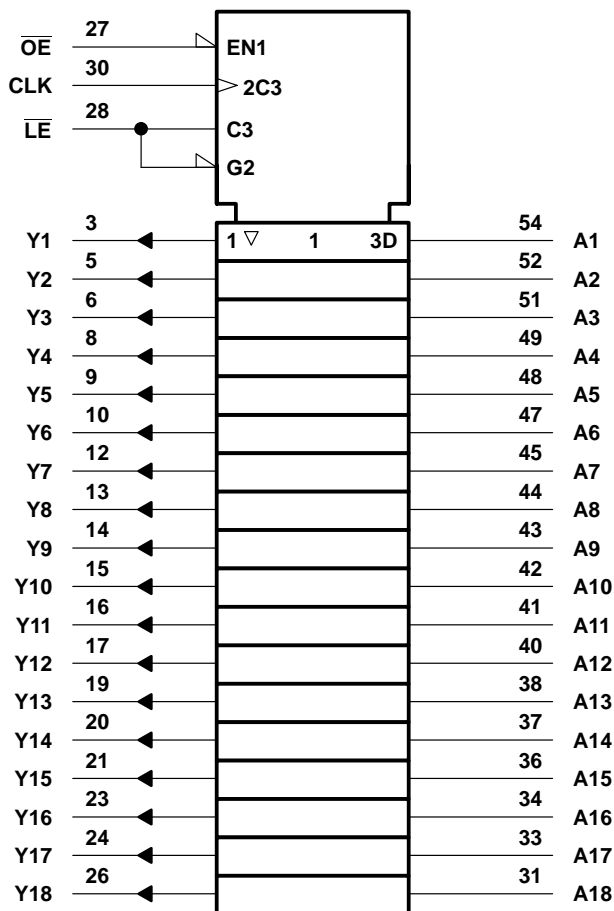 27
OE
EN1
30
CLK
2C3
28
LE
C3
G2
3
54
Y1
1 ▽ 1 3D
A1
5
52
Y2
A2
6
51
Y3
A3
8
49
Y4
A4
9
48
Y5
A5
10
47
Y6
A6
12
45
Y7
A7
13
44
Y8
A8
14
43
Y9
A9
15
42
Y10
A10
16
41
Y11
A11
17
40
Y12
A12
19
38
Y13
A13
20
37
Y14
A14
21
36
Y15
A15
23
34
Y16
A16
24
33
Y17
A17
26
31
Y18
A18